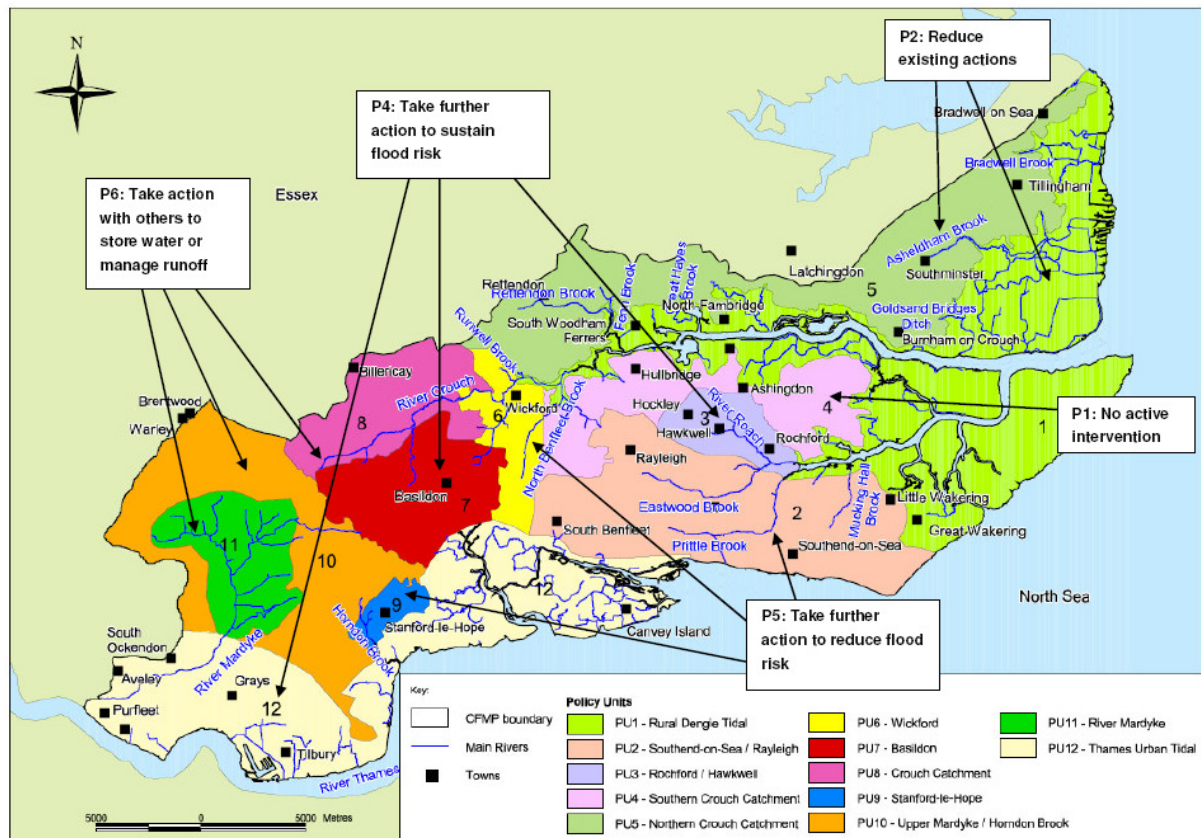 N
P2: Reduce
existing actions
P4: Take further
action to sustain
flood risk
P6: Take action
with others to
store water or
manage runoff
P1: No active
intervention
P5: Take further
action to reduce flood
risk
Essex
Bradwell on Sea
Bradwell Brook
Tillingham
Asheldham Brook
Southminster
Latchingdon
5
Goldsand Bridges
Ditch
Burnham on Crouch
Rettendon
Rettendon Brook
Fenn Brook
Great Hayes
Brook
North Fambridge
South Woodham
Ferrers
Runwell Brook
Hullbridge
Ashingdon
Billericay
River Crouch
8
6
Wickford
North Benfleet Brook
Hockley
3
Hawkwell
River Roach
Rochford
4
1
Brentwood
Warley
Rayleigh
Basildon
7
Eastwood Brook
2
Mucking Hall
Brook
Little Wakering
Great Wakering
South Benfleet
Prittle Brook
Southend-on-Sea
11
10
12
Canvey Island
North Sea
9
Stanford-le-Hope
Horndon Brook
South
Ockendon
River Mardyke
Aveley
Grays
Purfleet
12
Tilbury
River Thames
5000 0 5000 Metres
Key:
CFMP boundary
Main Rivers
Towns
Policy Units
PU1 - Rural Dengie Tidal
PU2 - Southend-on-Sea / Rayleigh
PU3 - Rochford / Hawkwell
PU4 - Southern Crouch Catchment
PU5 - Northern Crouch Catchment
PU6 - Wickford
PU7 - Basildon
PU8 - Crouch Catchment
PU9 - Stanford-le-Hope
PU10 - Upper Mardyke / Horndon Brook
PU11 - River Mardyke
PU12 - Thames Urban Tidal